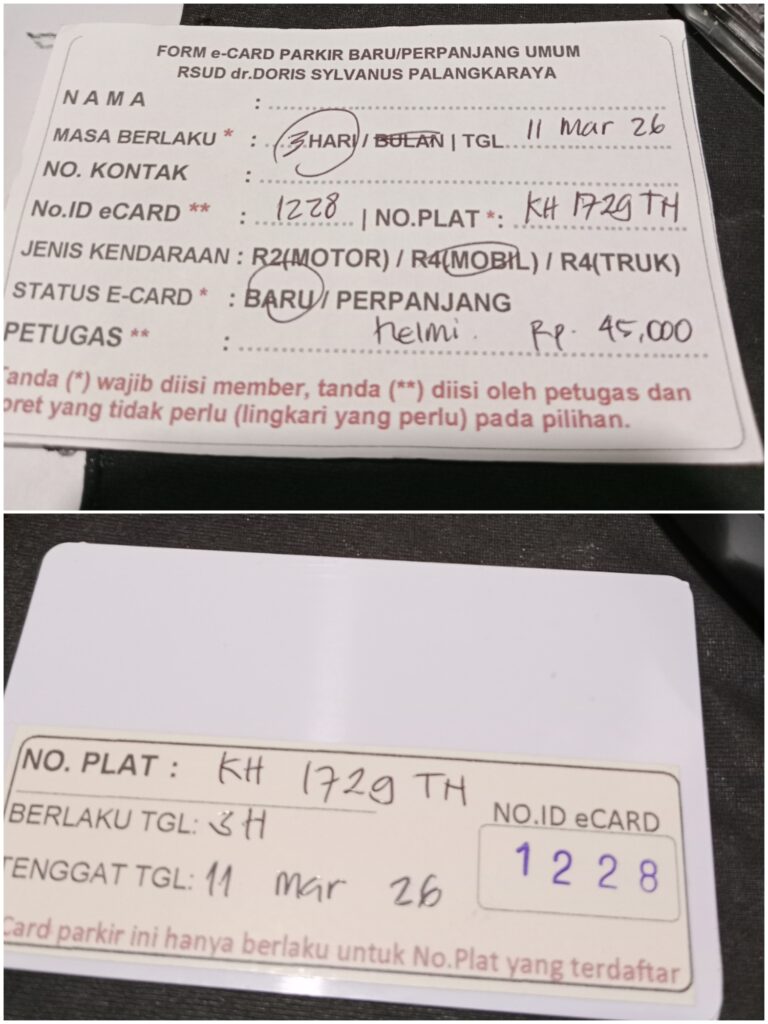 FORM e-CARD PARKIR BARU/PERPANJANG UMUM
RSUD dr.DORIS SYLVANUS PALANGKARAYA
NAMA :
MASA BERLAKU * : 3 HARI / BULAN | TGL 11 Mar 26
NO. KONTAK :
No.ID eCARD ** : 1228 | NO.PLAT *: KH 1729 TH
JENIS KENDARAAN : R2(MOTOR) / R4(MOBIL) / R4(TRUK)
STATUS E-CARD * : BARU / PERPANJANG
PETUGAS ** : helmi. Rp. 45,000
Tanda (*) wajib diisi member, tanda (**) diisi oleh petugas dan
coret yang tidak perlu (lingkari yang perlu) pada pilihan.
NO. PLAT : KH 1729 TH
BERLAKU TGL: 3H
NO.ID eCARD
1228
TENGGAT TGL: 11 Mar 26
Card parkir ini hanya berlaku untuk No.Plat yang terdaftar